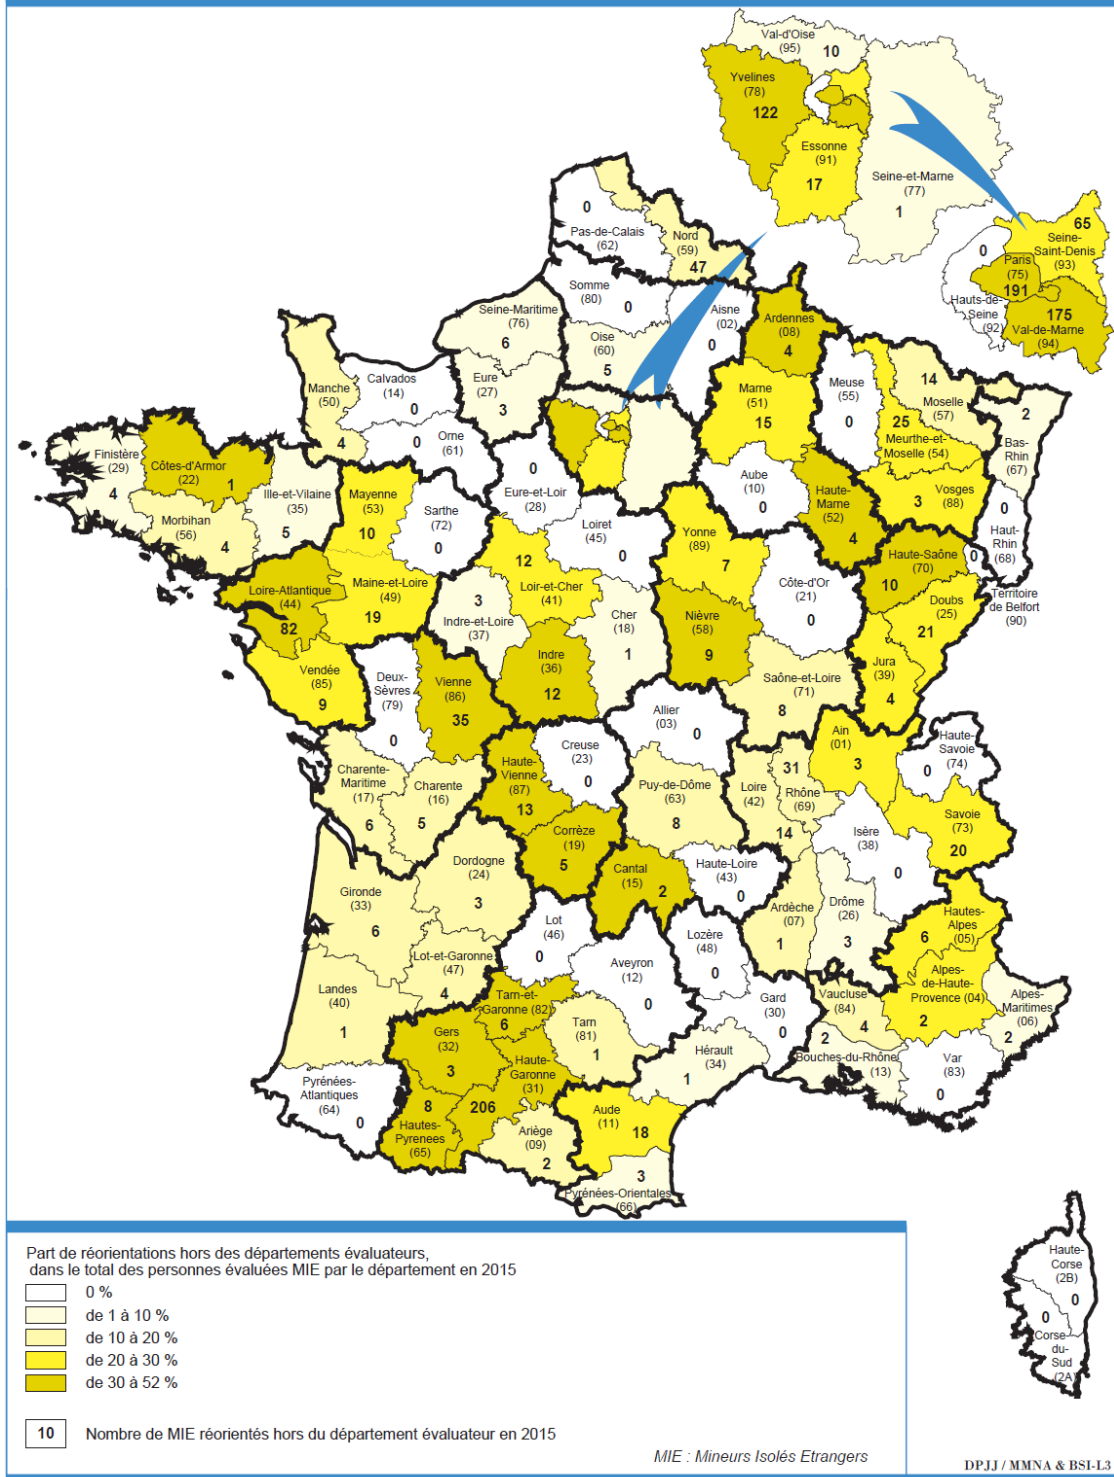 Val-d'Oise
(95)
10
Yvelines
(78)
122
Essonne
(91)
17
Seine-et-Marne
(77)
1
65
Seine-
Saint-Denis
(93)
0
Paris
(75)
191
Hauts-de-
Seine
(92)
175
Val-de-Marne
(94)
0
Pas-de-Calais
(62)
Nord
(59)
47
Somme
(80)
0
Aisne
(02)
0
Seine-Maritime
(76)
6
Oise
(60)
5
Ardennes
(08)
4
Eure
(27)
3
Manche
(50)
4
Calvados
(14)
0
0
Orne
(61)
Marne
(51)
15
Meuse
(55)
0
14
Moselle
(57)
25
Meurthe-et-
Moselle (54)
2
Bas-
Rhin
(67)
Finistère
(29)
4
Côtes-d'Armor
(22)
1
Ille-et-Vilaine
(35)
5
Morbihan
(56)
4
Mayenne
(53)
10
Sarthe
(72)
0
0
Eure-et-Loir
(28)
Loiret
(45)
0
Aube
(10)
0
Haute-
Marne
(52)
4
Vosges
3
(88)
0
Haut-
Rhin
(68)
Yonne
(89)
7
Côte-d'Or
(21)
0
Haute-Saône
(70)
10
0
Territoire
de Belfort
(90)
Doubs
(25)
21
Loire-Atlantique
(44)
82
Maine-et-Loire
(49)
19
12
Loir-et-Cher
(41)
3
Indre-et-Loire
(37)
Cher
(18)
1
Nièvre
(58)
9
Indre
(36)
12
Jura
(39)
4
Vendée
(85)
9
Deux-
Sèvres
(79)
0
Vienne
(86)
35
Saône-et-Loire
(71)
8
Allier
(03)
0
Creuse
(23)
0
Haute-
Vienne
(87)
13
Ain
(01)
3
Haute-
Savoie
(74)
0
Charente-
Maritime
(17)
6
Charente
(16)
5
Puy-de-Dôme
(63)
8
Loire
(42)
14
31
Rhône
(69)
Savoie
(73)
20
Isère
(38)
0
Corrèze
(19)
5
Cantal
(15)
2
Haute-Loire
(43)
0
Dordogne
(24)
3
Gironde
(33)
6
Ardèche
(07)
1
Drôme
(26)
3
Hautes-
Alpes
(05)
6
Lot
(46)
0
Lozère
(48)
0
Aveyron
(12)
0
Lot-et-Garonne
(47)
4
Landes
(40)
1
Alpes-
de-Haute-
Provence (04)
2
Alpes-
Maritimes
(06)
2
Tarn-et-
Garonne (82)
6
Tarn
(81)
1
Gard
(30)
0
Vaucluse
(84)
4
2
Bouches-du-Rhône
(13)
Var
(83)
0
Gers
(32)
3
Haute-
Garonne
(31)
206
Hérault
(34)
1
Pyrénées-
Atlantiques
(64)
0
8
Hautes-
Pyrenees
(65)
Ariège
(09)
2
Aude
(11)
18
3
Pyrénées-Orientales
(66)
Haute-
Corse
(2B)
0
0
Corse-
du-
Sud
(2A)
Part de réorientations hors des départements évaluateurs,
dans le total des personnes évaluées MIE par le département en 2015
0 %
de 1 à 10 %
de 10 à 20 %
de 20 à 30 %
de 30 à 52 %
10 Nombre de MIE réorientés hors du département évaluateur en 2015
MIE : Mineurs Isolés Etrangers
DPJJ / MMNA & BSI-L3